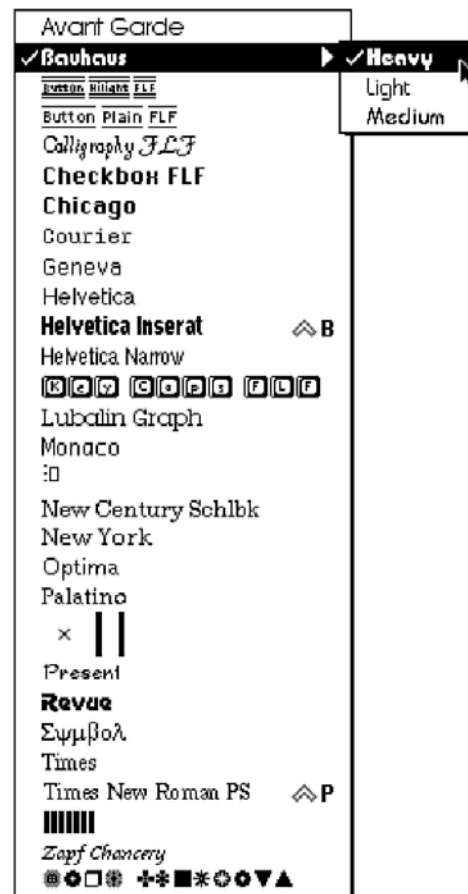 Avant Garde
✓Bauhaus ▶
✓Heavy
Light
Medium
Button Hilight FLF
Button Plain FLF
Calligraphy FLF
Checkbox FLF
Chicago
Courier
Geneva
Helvetica
Helvetica Inserat B
Helvetica Narrow
Key Caps FLF
Lubalin Graph
Monaco
New Century Schlbk
New York
Optima
Palatino
Present
Revue
Σψμβολ
Times
Times New Roman PS P
Zapf Chancery